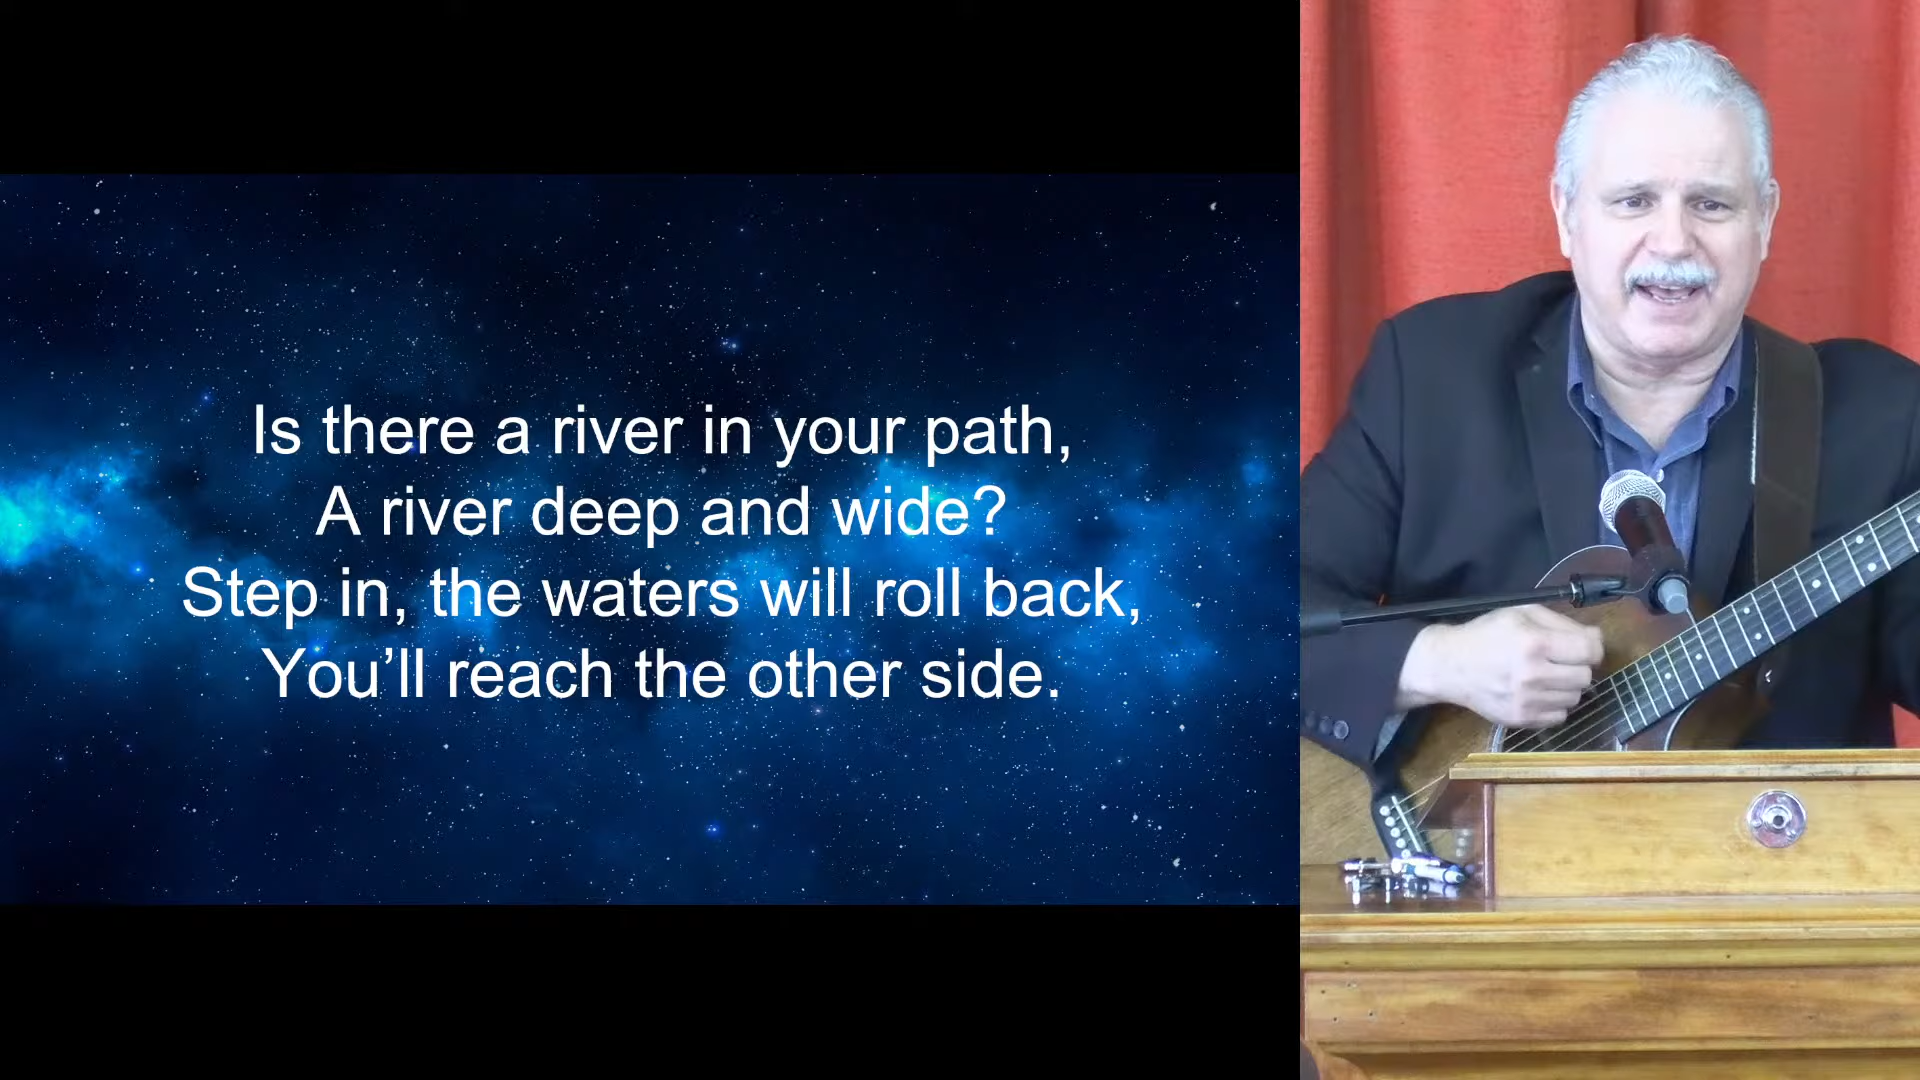 Is there a river in your path,
A river deep and wide?
Step in, the waters will roll back,
You’ll reach the other side.